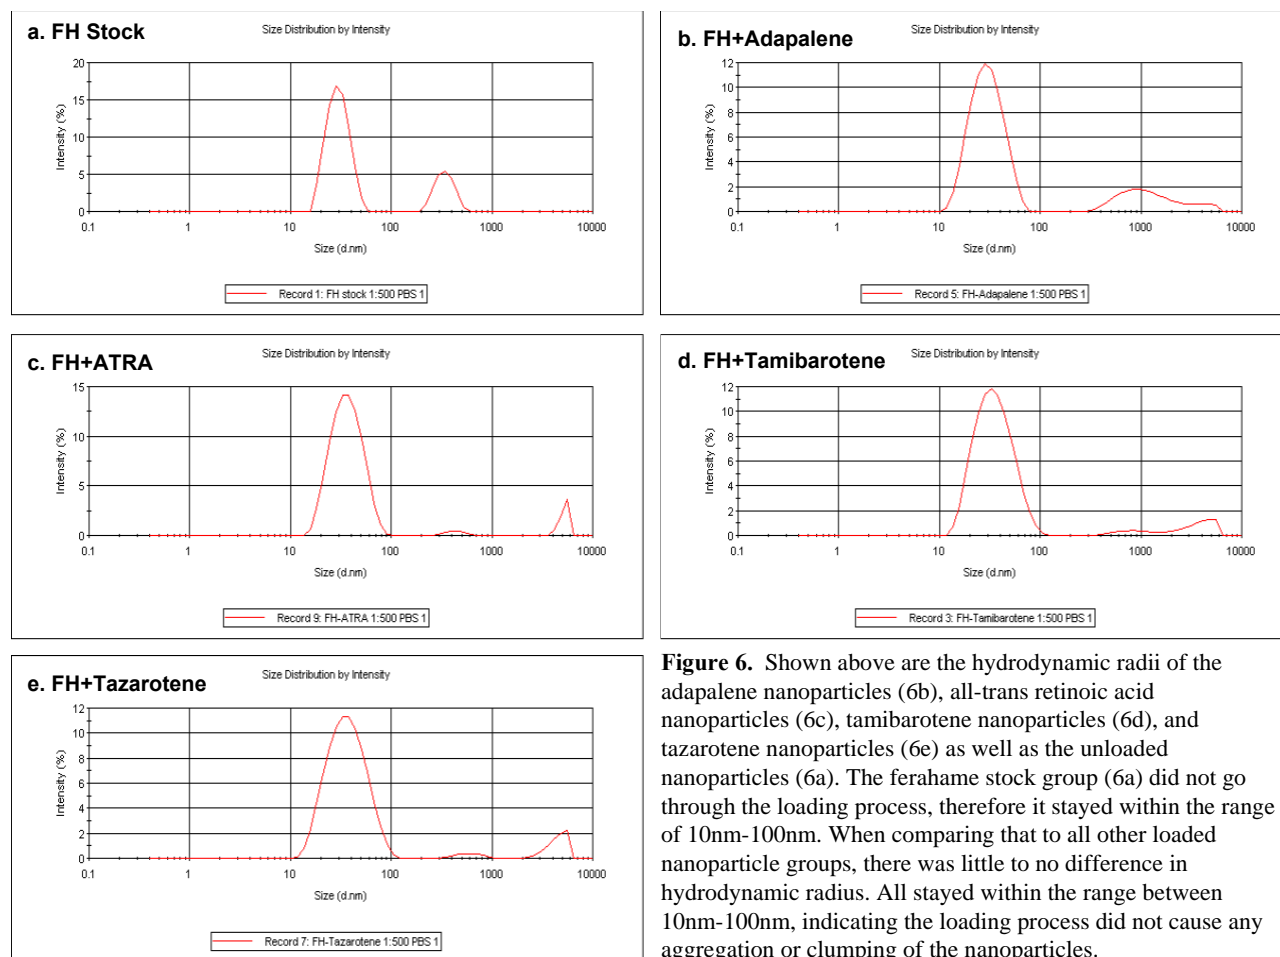 a. FH Stock
Size Distribution by Intensity
20
15
10
5
0
Intensity (%)
0.1 1 10 100 1000 10000
Size (d.nm)
Record 1: FH stock 1:500 PBS 1
b. FH+Adapalene
Size Distribution by Intensity
12
10
8
6
4
2
0
Intensity (%)
0.1 1 10 100 1000 10000
Size (d.nm)
Record 5: FH-Adapalene 1:500 PBS 1
c. FH+ATRA
Size Distribution by Intensity
15
10
5
0
Intensity (%)
0.1 1 10 100 1000 10000
Size (d.nm)
Record 9: FH-ATRA 1:500 PBS 1
d. FH+Tamibarotene
Size Distribution by Intensity
12
10
8
6
4
2
0
Intensity (%)
0.1 1 10 100 1000 10000
Size (d.nm)
Record 3: FH-Tamibarotene 1:500 PBS 1
e. FH+Tazarotene
Size Distribution by Intensity
12
10
8
6
4
2
0
Intensity (%)
0.1 1 10 100 1000 10000
Size (d.nm)
Record 7: FH-Tazarotene 1:500 PBS 1
Figure 6. Shown above are the hydrodynamic radii of the
adapalene nanoparticles (6b), all-trans retinoic acid
nanoparticles (6c), tamibarotene nanoparticles (6d), and
tazarotene nanoparticles (6e) as well as the unloaded
nanoparticles (6a). The ferahame stock group (6a) did not go
through the loading process, therefore it stayed within the range
of 10nm-100nm. When comparing that to all other loaded
nanoparticle groups, there was little to no difference in
hydrodynamic radius. All stayed within the range between
10nm-100nm, indicating the loading process did not cause any
aggregation or clumping of the nanoparticles.